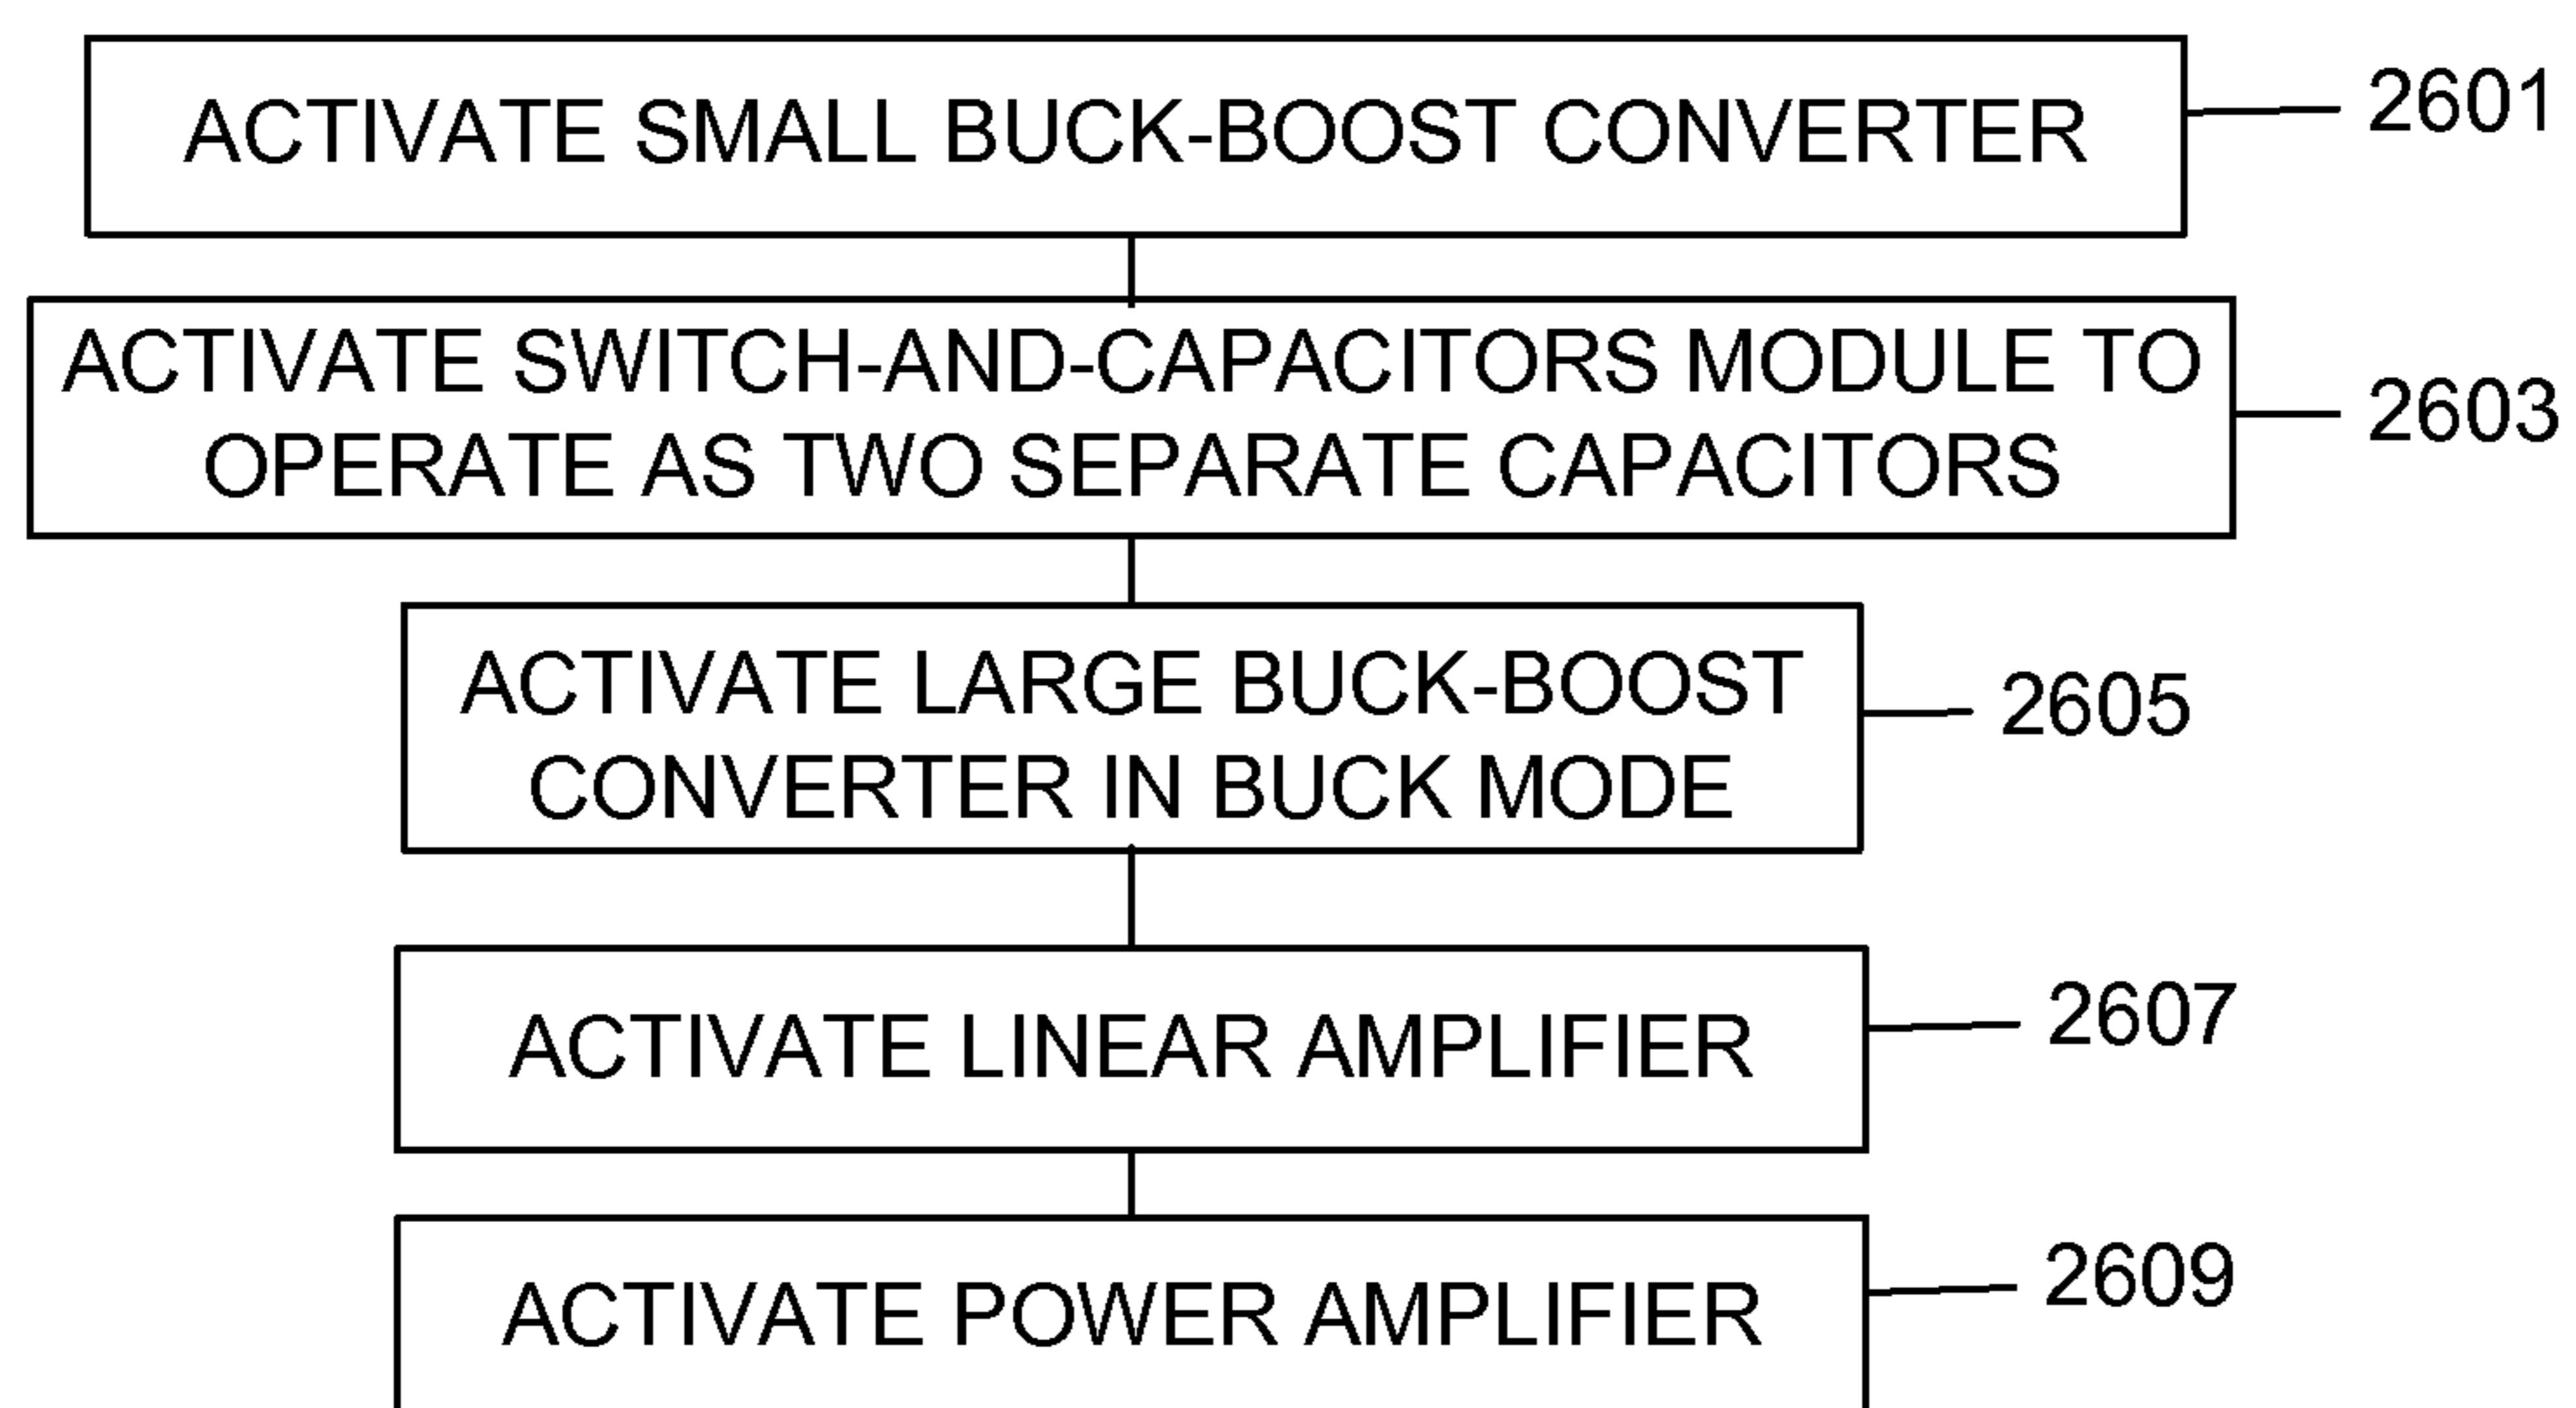 ACTIVATE SMALL BUCK-BOOST CONVERTER
2601
ACTIVATE SWITCH-AND-CAPACITORS MODULE TO
OPERATE AS TWO SEPARATE CAPACITORS
2603
ACTIVATE LARGE BUCK-BOOST
CONVERTER IN BUCK MODE
2605
ACTIVATE LINEAR AMPLIFIER
2607
ACTIVATE POWER AMPLIFIER
2609